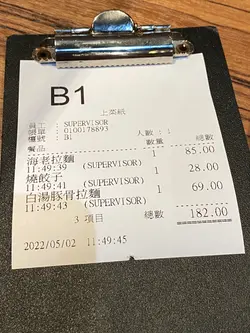 B1
上菜紙
員工 : SUPERVISOR
賬單 : 0100178893
檯號 : B1 人數 : 1
餐品 數量 總數
海老拉麵 1 85.00
11:49:39 (SUPERVISOR)
燒餃子 1 28.00
11:49:41 (SUPERVISOR)
白湯豚骨拉麵 1 69.00
11:49:43 (SUPERVISOR)
3 項目 總數 182.00
2022/05/02 11:49:45